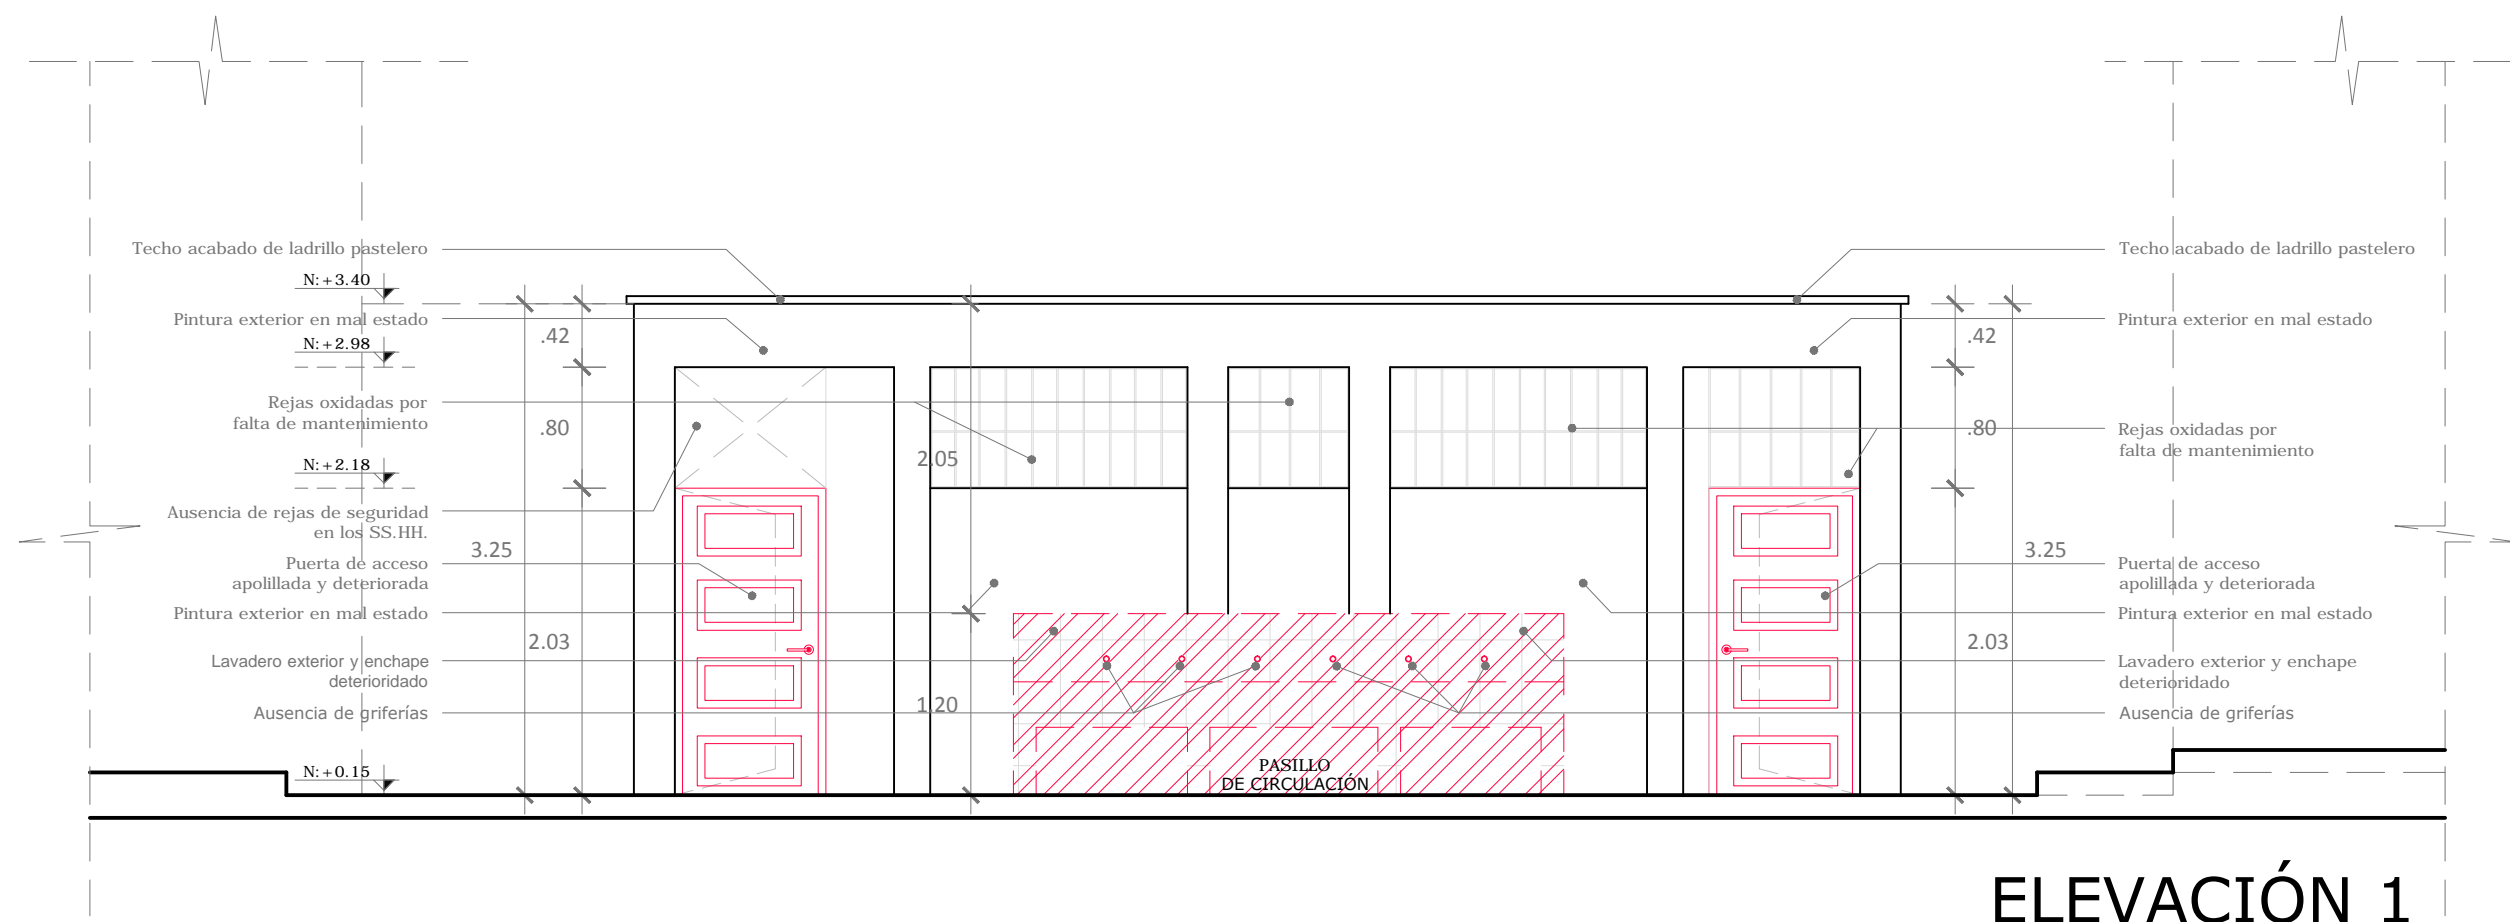 Techo acabado de ladrillo pastelero
N:+3.40
Pintura exterior en mal estado
N:+2.98
Rejas oxidadas por
falta de mantenimiento
N:+2.18
Ausencia de rejas de seguridad
en los SS.HH.
Puerta de acceso
apolillada y deteriorada
Pintura exterior en mal estado
Lavadero exterior y enchape
deterioridado
Ausencia de griferías
N:+0.15
3.25
.42
.80
2.03
2.05
1.20
PASILLO
DE CIRCULACIÓN
.42
.80
2.03
3.25
Techo acabado de ladrillo pastelero
Pintura exterior en mal estado
Rejas oxidadas por
falta de mantenimiento
Puerta de acceso
apolillada y deteriorada
Pintura exterior en mal estado
Lavadero exterior y enchape
deterioridado
Ausencia de griferías
ELEVACIÓN 1